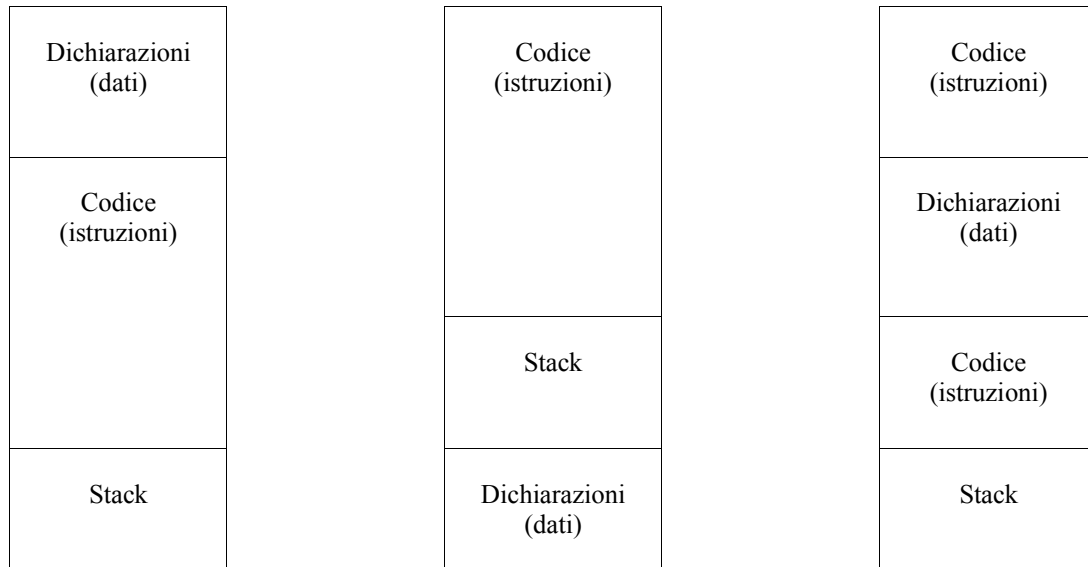 Dichiarazioni
(dati)
Codice
(istruzioni)
Stack
Codice
(istruzioni)
Stack
Dichiarazioni
(dati)
Codice
(istruzioni)
Dichiarazioni
(dati)
Codice
(istruzioni)
Stack